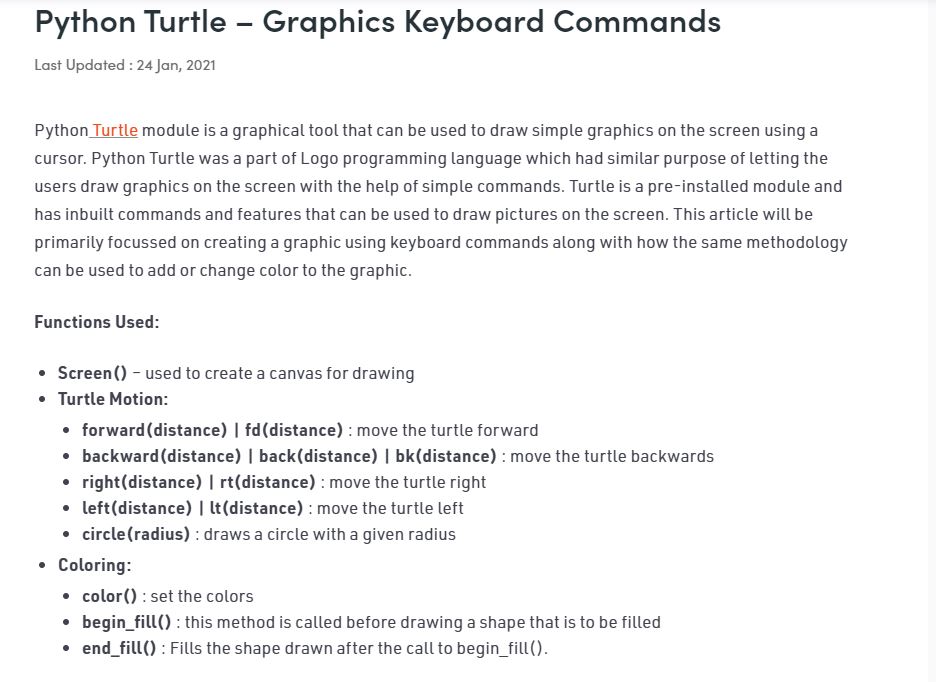 Python Turtle – Graphics Keyboard Commands
Last Updated : 24 Jan, 2021
Python Turtle module is a graphical tool that can be used to draw simple graphics on the screen using a
cursor. Python Turtle was a part of Logo programming language which had similar purpose of letting the
users draw graphics on the screen with the help of simple commands. Turtle is a pre-installed module and
has inbuilt commands and features that can be used to draw pictures on the screen. This article will be
primarily focussed on creating a graphic using keyboard commands along with how the same methodology
can be used to add or change color to the graphic.
Functions Used:
• Screen() – used to create a canvas for drawing
• Turtle Motion:
• forward(distance) | fd(distance) : move the turtle forward
• backward(distance) | back(distance) | bk(distance) : move the turtle backwards
• right(distance) | rt(distance) : move the turtle right
• left(distance) | lt(distance) : move the turtle left
• circle(radius) : draws a circle with a given radius
• Coloring:
• color() : set the colors
• begin_fill() : this method is called before drawing a shape that is to be filled
• end_fill() : Fills the shape drawn after the call to begin_fill().